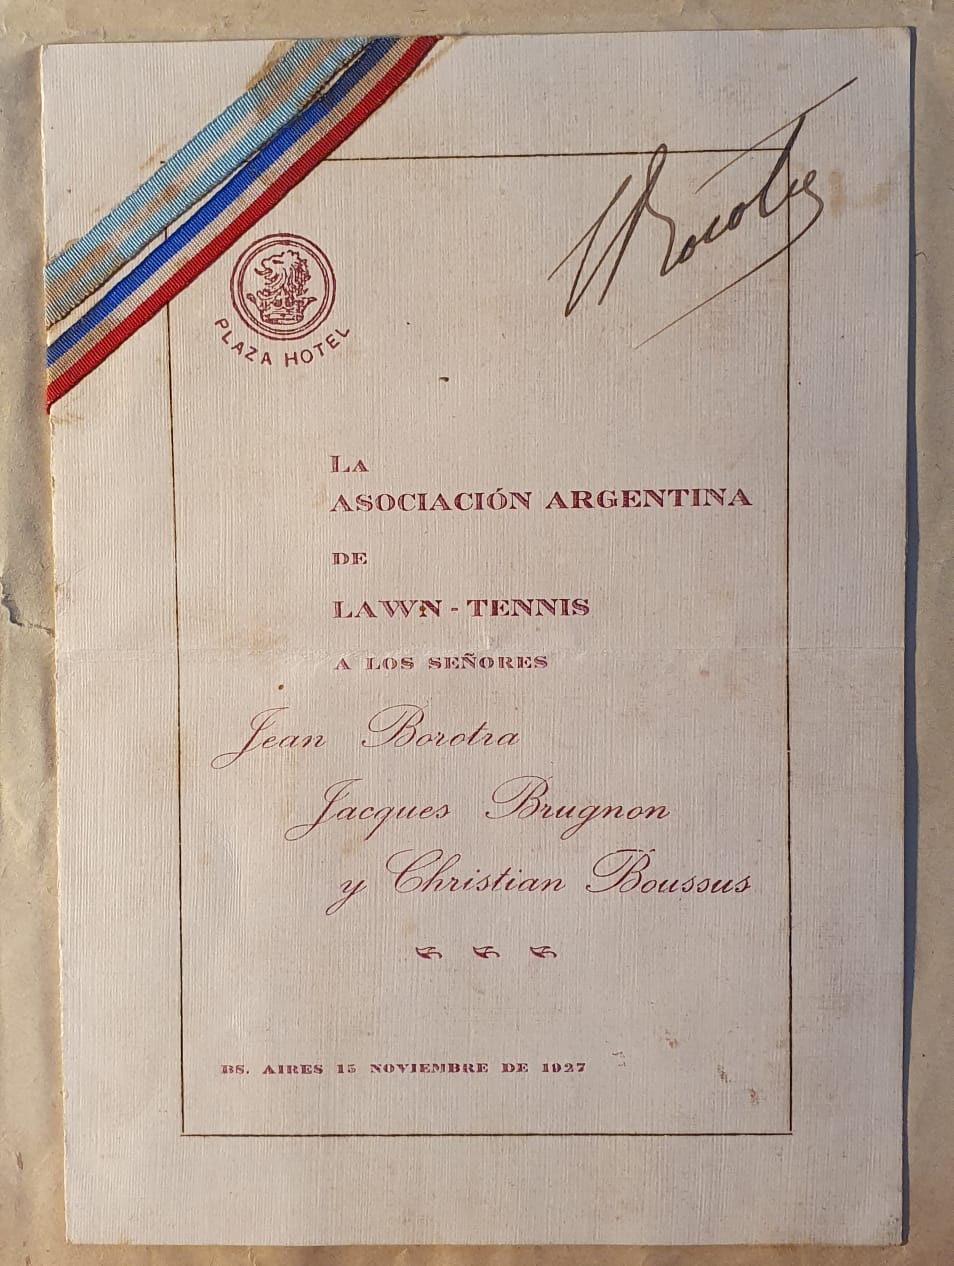 PLAZA HOTEL
LA
ASOCIACIÓN ARGENTINA
DE
LAWN - TENNIS
A LOS SEÑORES
Jean Borotra
Jacques Brugnon
y Christian Boussus
BS. AIRES 15 NOVIEMBRE DE 1927